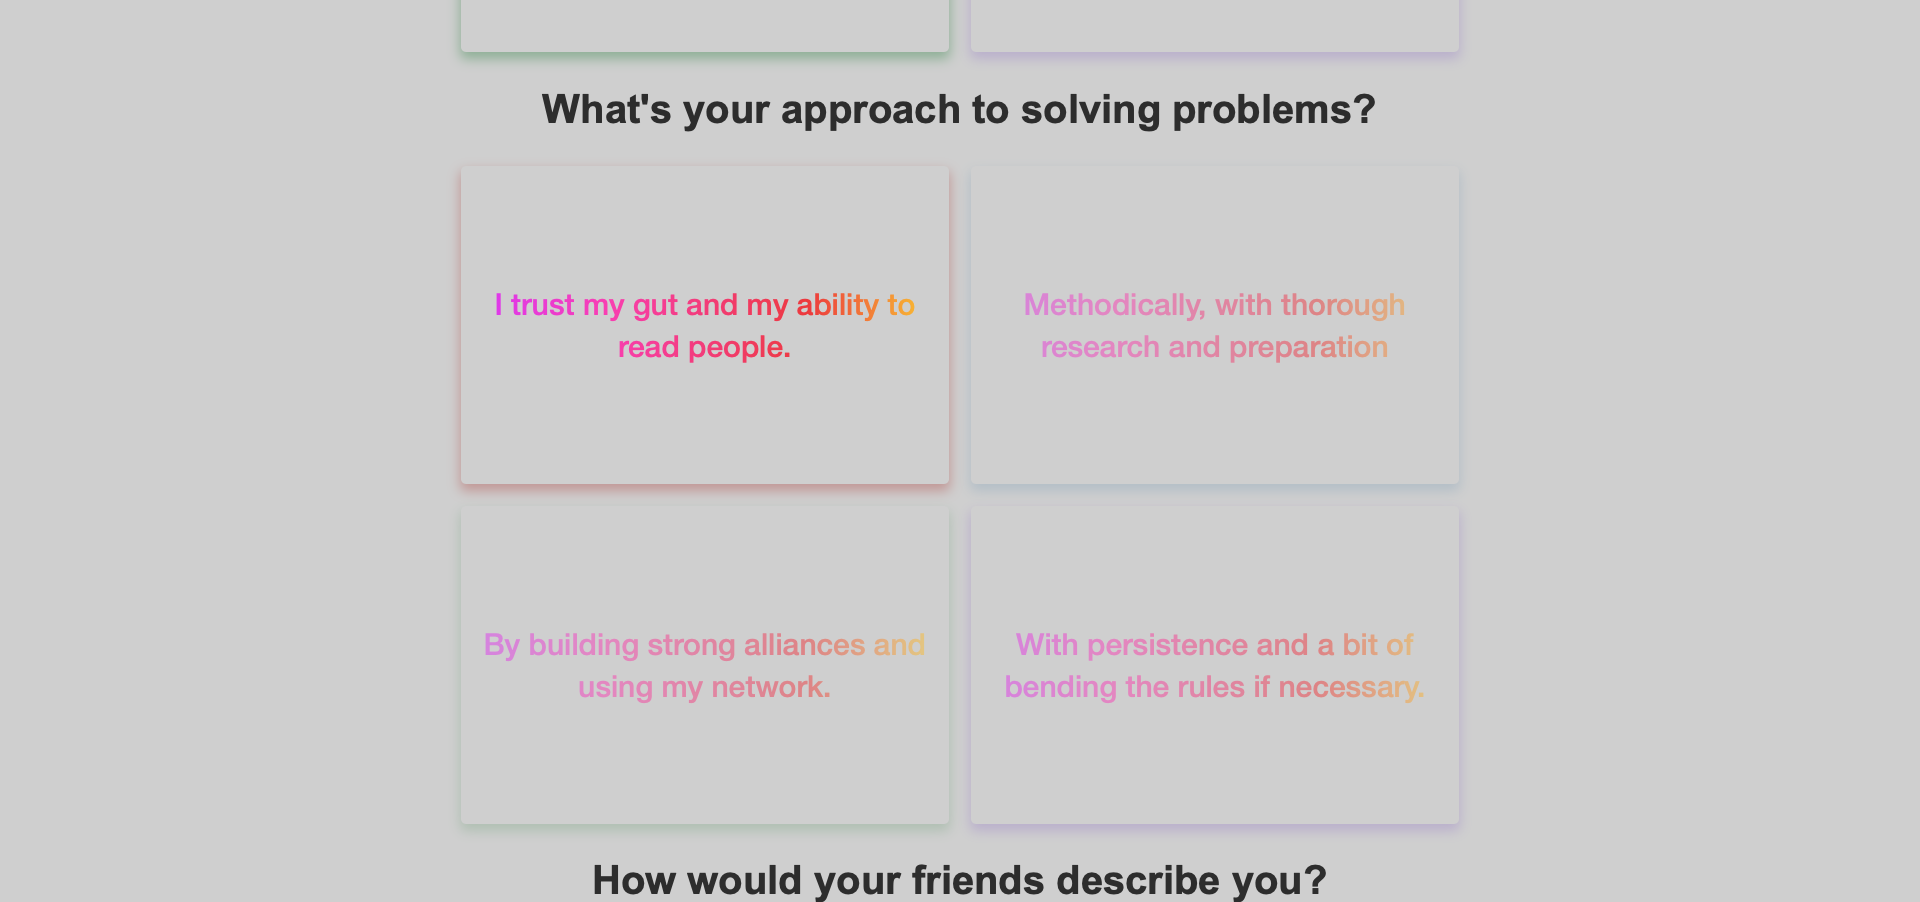 What's your approach to solving problems?
I trust my gut and my ability to
read people.
Methodically, with thorough
research and preparation
By building strong alliances and
using my network.
With persistence and a bit of
bending the rules if necessary.
How would your friends describe you?